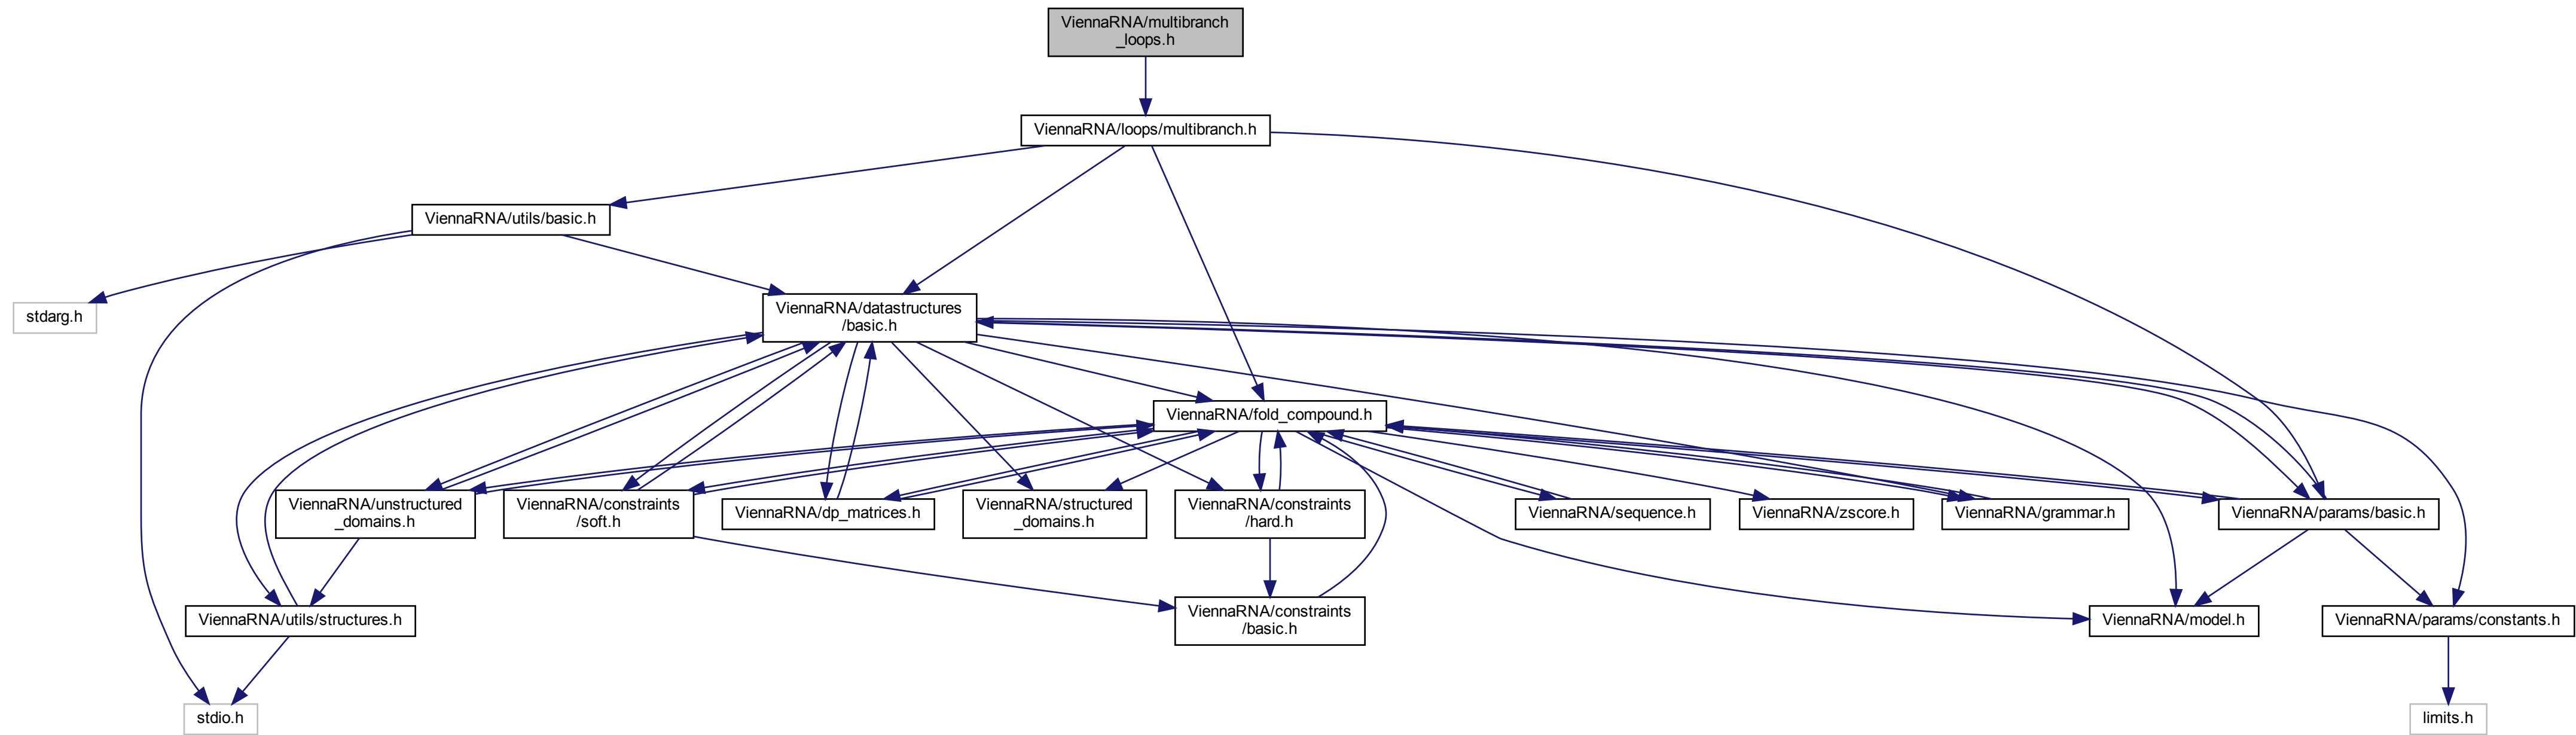 ViennaRNA/multibranch
_loops.h
ViennaRNA/loops/multibranch.h
ViennaRNA/utils/basic.h
stdarg.h
ViennaRNA/datastructures
/basic.h
ViennaRNA/fold_compound.h
ViennaRNA/unstructured
_domains.h
ViennaRNA/constraints
/soft.h
ViennaRNA/dp_matrices.h
ViennaRNA/structured
_domains.h
ViennaRNA/constraints
/hard.h
ViennaRNA/sequence.h
ViennaRNA/zscore.h
ViennaRNA/grammar.h
ViennaRNA/params/basic.h
ViennaRNA/utils/structures.h
ViennaRNA/constraints
/basic.h
ViennaRNA/model.h
ViennaRNA/params/constants.h
stdio.h
limits.h